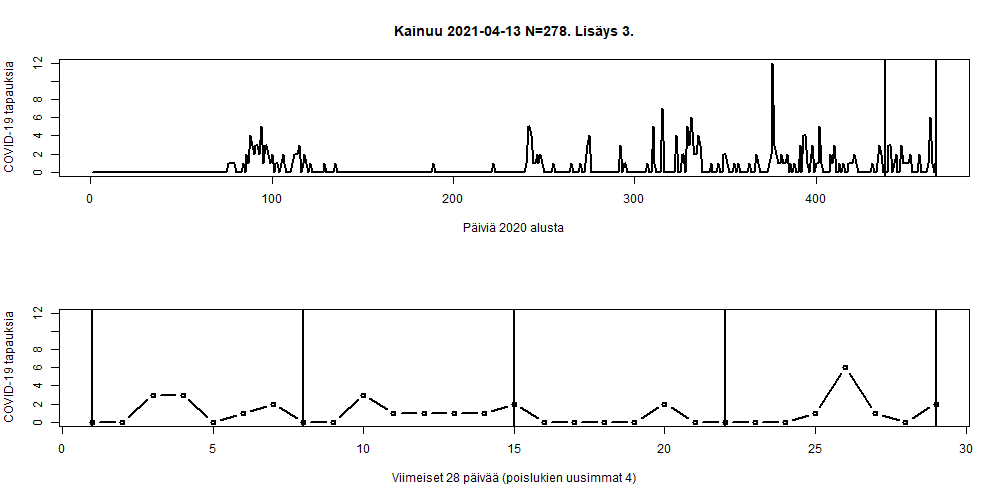 Kainuu 2021-04-13 N=278. Lisäys 3.
COVID-19 tapauksia
12
8
6
4
2
0
0 100 200 300 400
Päiviä 2020 alusta
COVID-19 tapauksia
12
8
6
4
2
0
0 5 10 15 20 25 30
Viimeiset 28 päivää (poislukien uusimmat 4)